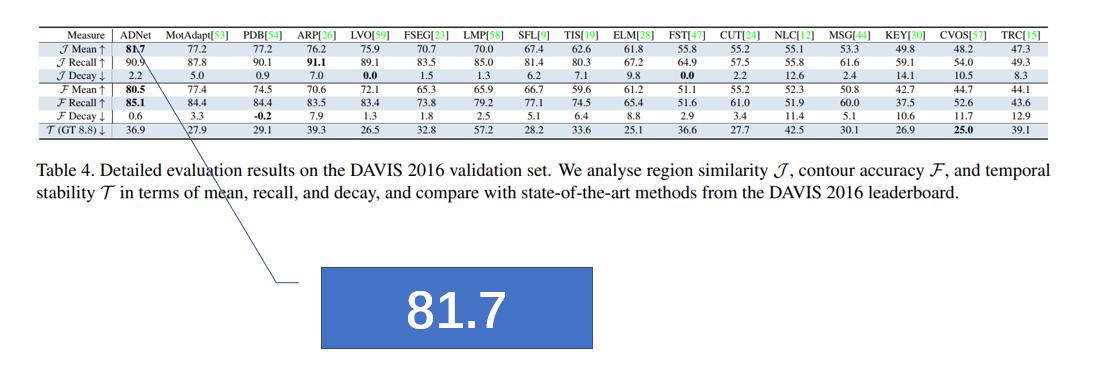 Measure ADNet MotAdapt[53] PDB[54] ARP[26] LVO[59] FSEG[23] LMP[58] SFL[9] TIS[19] ELM[28] FST[47] CUT[24] NLC[12] MSG[44] KEY[30] CVOS[57] TRC[15]
𝒥 Mean ↑ 81.7 77.2 77.2 76.2 75.9 70.7 70.0 67.4 62.6 61.8 55.8 55.2 55.1 53.3 49.8 48.2 47.3
𝒥 Recall ↑ 90.9 87.8 90.1 91.1 89.1 83.5 85.0 81.4 80.3 67.2 64.9 57.5 55.8 61.6 59.1 54.0 49.3
𝒥 Decay ↓ 2.2 5.0 0.9 7.0 0.0 1.5 1.3 6.2 7.1 9.8 0.0 2.2 12.6 2.4 14.1 10.5 8.3
ℱ Mean ↑ 80.5 77.4 74.5 70.6 72.1 65.3 65.9 66.7 59.6 61.2 51.1 55.2 52.3 50.8 42.7 44.7 44.1
ℱ Recall ↑ 85.1 84.4 84.4 83.5 83.4 73.8 79.2 77.1 74.5 65.4 51.6 61.0 51.9 60.0 37.5 52.6 43.6
ℱ Decay ↓ 0.6 3.3 -0.2 7.9 1.3 1.8 2.5 5.1 6.4 8.8 2.9 3.4 11.4 5.1 10.6 11.7 12.9
𝒯 (GT 8.8) ↓ 36.9 27.9 29.1 39.3 26.5 32.8 57.2 28.2 33.6 25.1 36.6 27.7 42.5 30.1 26.9 25.0 39.1
Table 4. Detailed evaluation results on the DAVIS 2016 validation set. We analyse region similarity 𝒥, contour accuracy ℱ, and temporal
stability 𝒯 in terms of mean, recall, and decay, and compare with state-of-the-art methods from the DAVIS 2016 leaderboard.
81.7